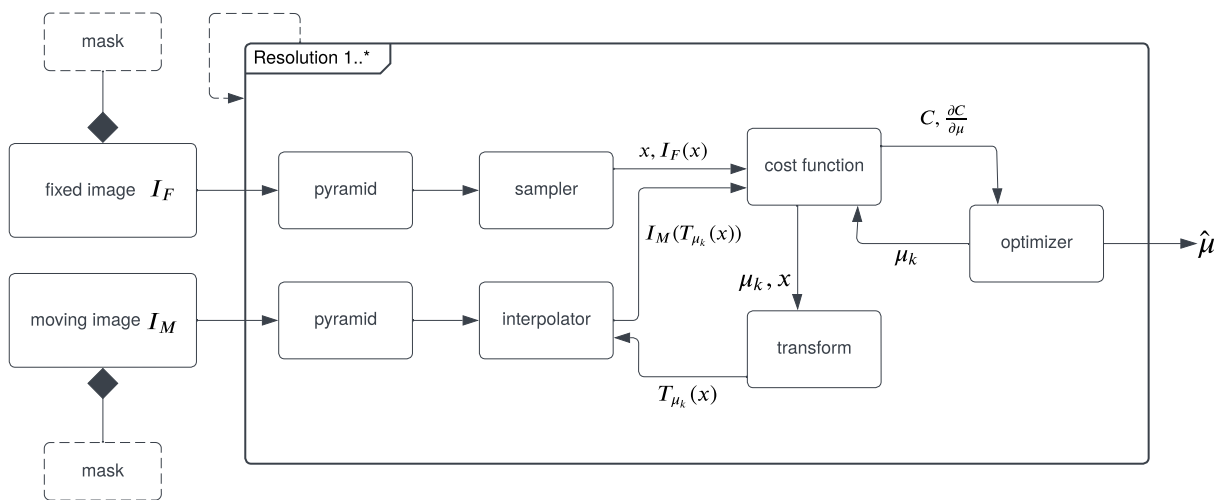 mask
Resolution 1..*
fixed image I_F
pyramid
sampler
x, I_F(x)
cost function
C, ∂C/∂μ
I_M(T_{μ_k}(x))
optimizer
μ_k
μ̂
μ_k, x
moving image I_M
pyramid
interpolator
transform
T_{μ_k}(x)
mask